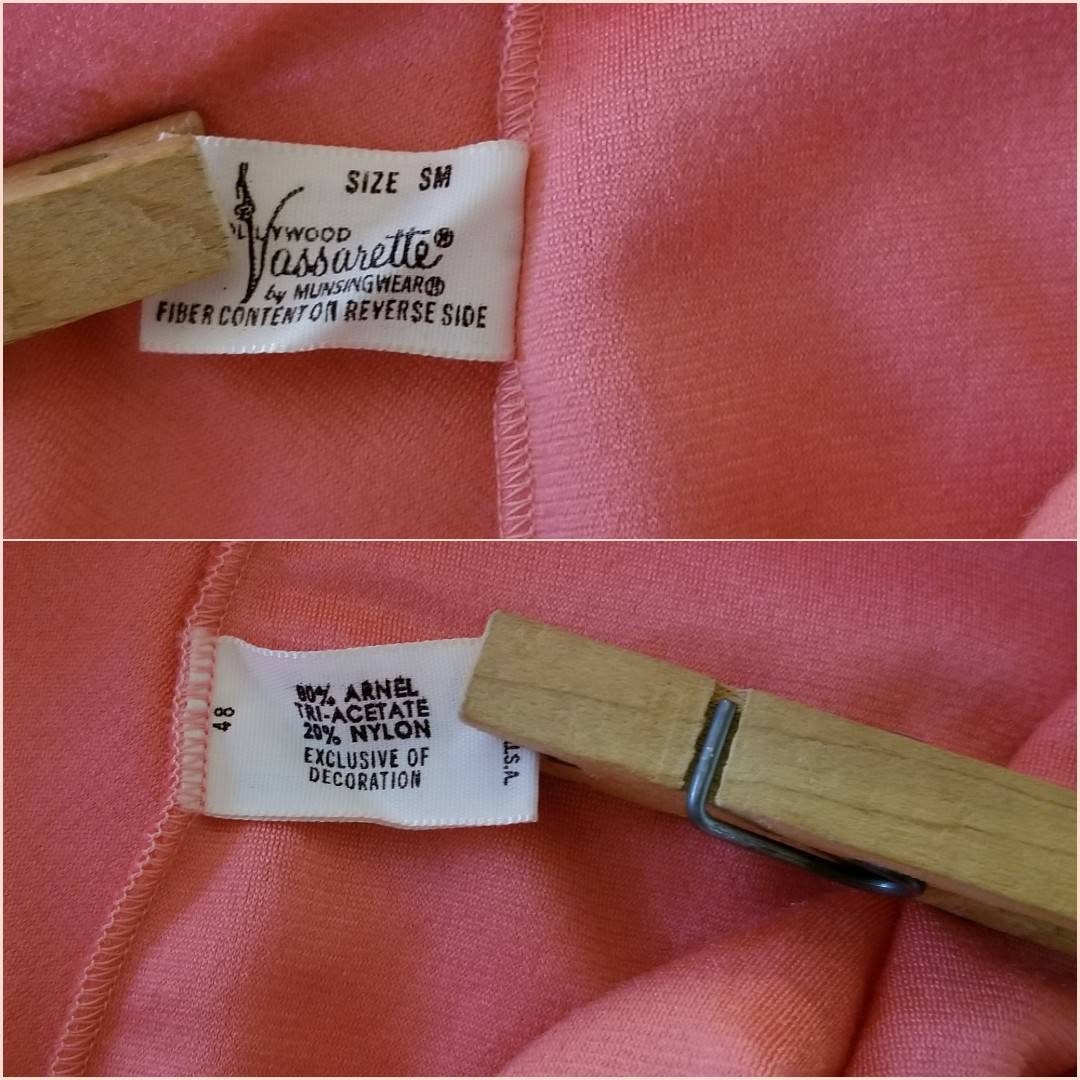 SIZE SM
LLYWOOD
Vassarette®
by MUNSINGWEAR®
FIBER CONTENT ON REVERSE SIDE
80% ARNEL
TRI-ACETATE
20% NYLON
EXCLUSIVE OF
DECORATION
48
U.S.A.